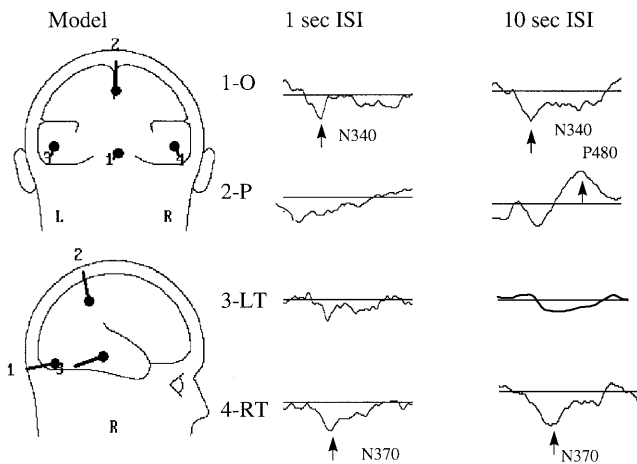 Model 1 sec ISI 10 sec ISI
2
1-O
N340
N340
3 1 4
P480
2-P
L R
2
3-LT
1 3
4-RT
R
N370
N370